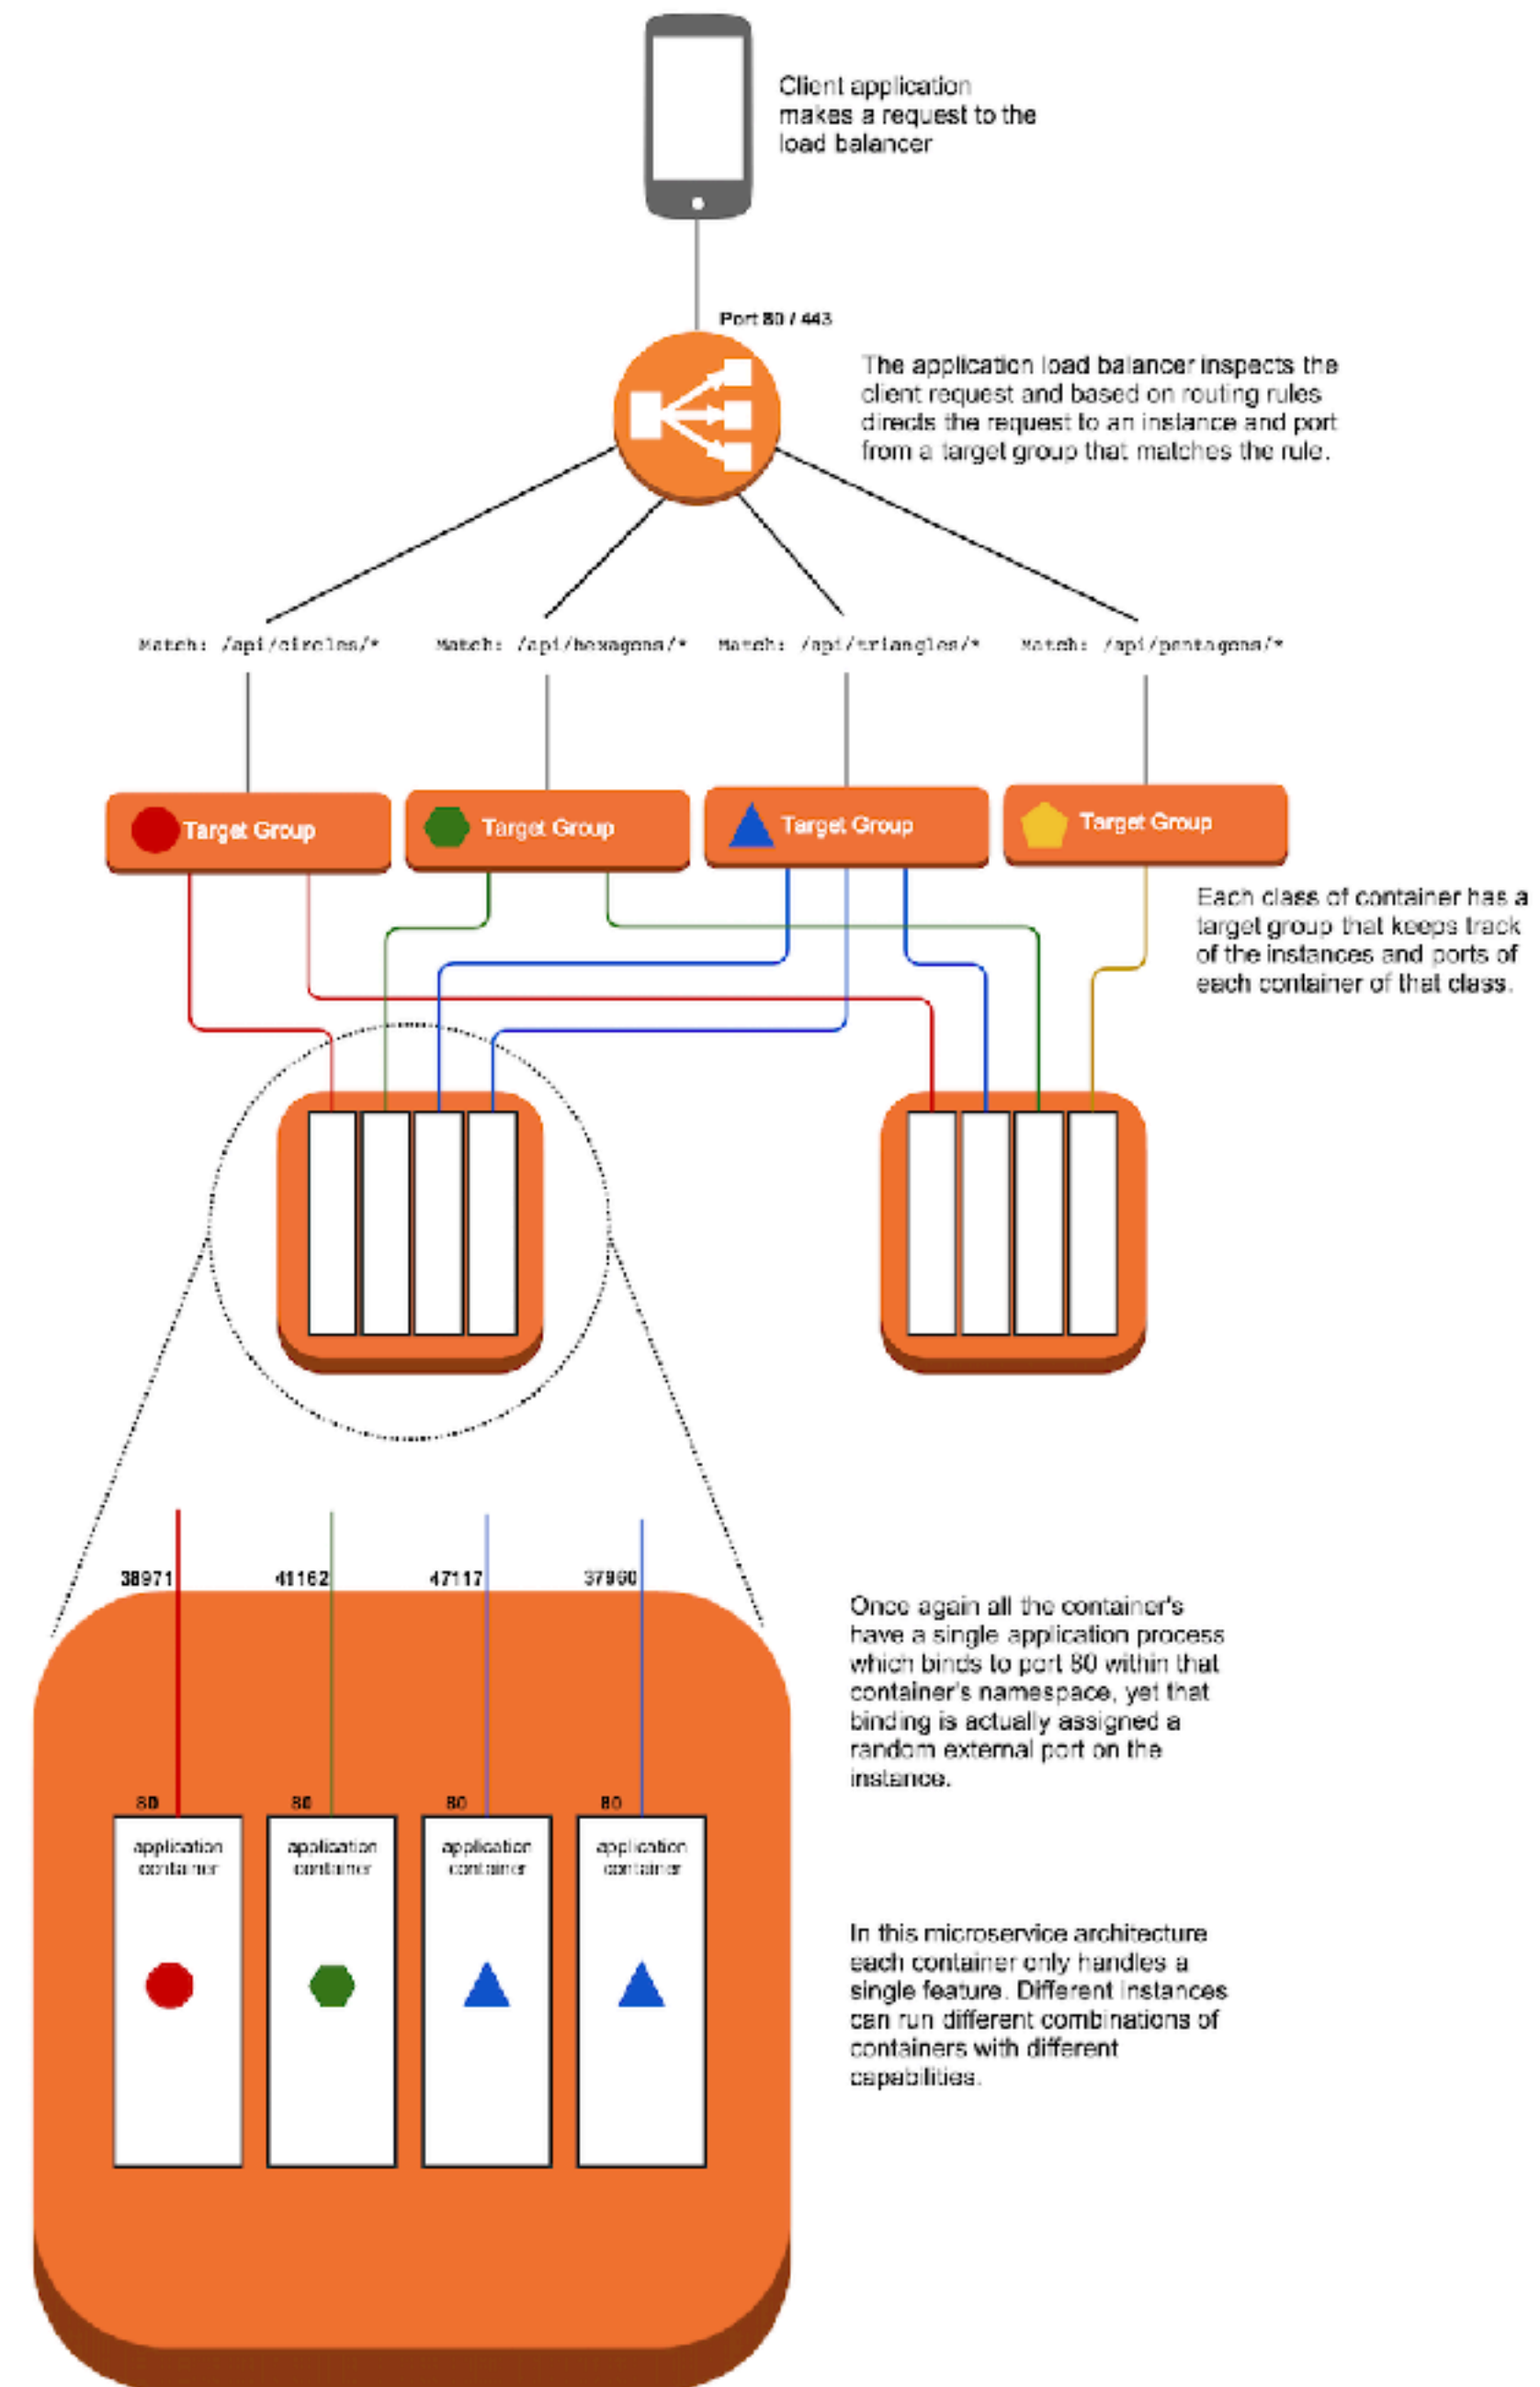 Client application
makes a request to the
load balancer
Port 80 / 443
The application load balancer inspects the
client request and based on routing rules
directs the request to an instance and port
from a target group that matches the rule.
Match: /api/circles/*
Match: /api/hexagons/*
Match: /api/triangles/*
Match: /api/pentagons/*
Target Group
Target Group
Target Group
Target Group
Each class of container has a
target group that keeps track
of the instances and ports of
each container of that class.
38971
41162
47117
37960
Once again all the container's
have a single application process
which binds to port 80 within that
container's namespace, yet that
binding is actually assigned a
random external port on the
instance.
80
80
80
80
application
container
application
container
application
container
application
container
In this microservice architecture
each container only handles a
single feature. Different instances
can run different combinations of
containers with different
capabilities.